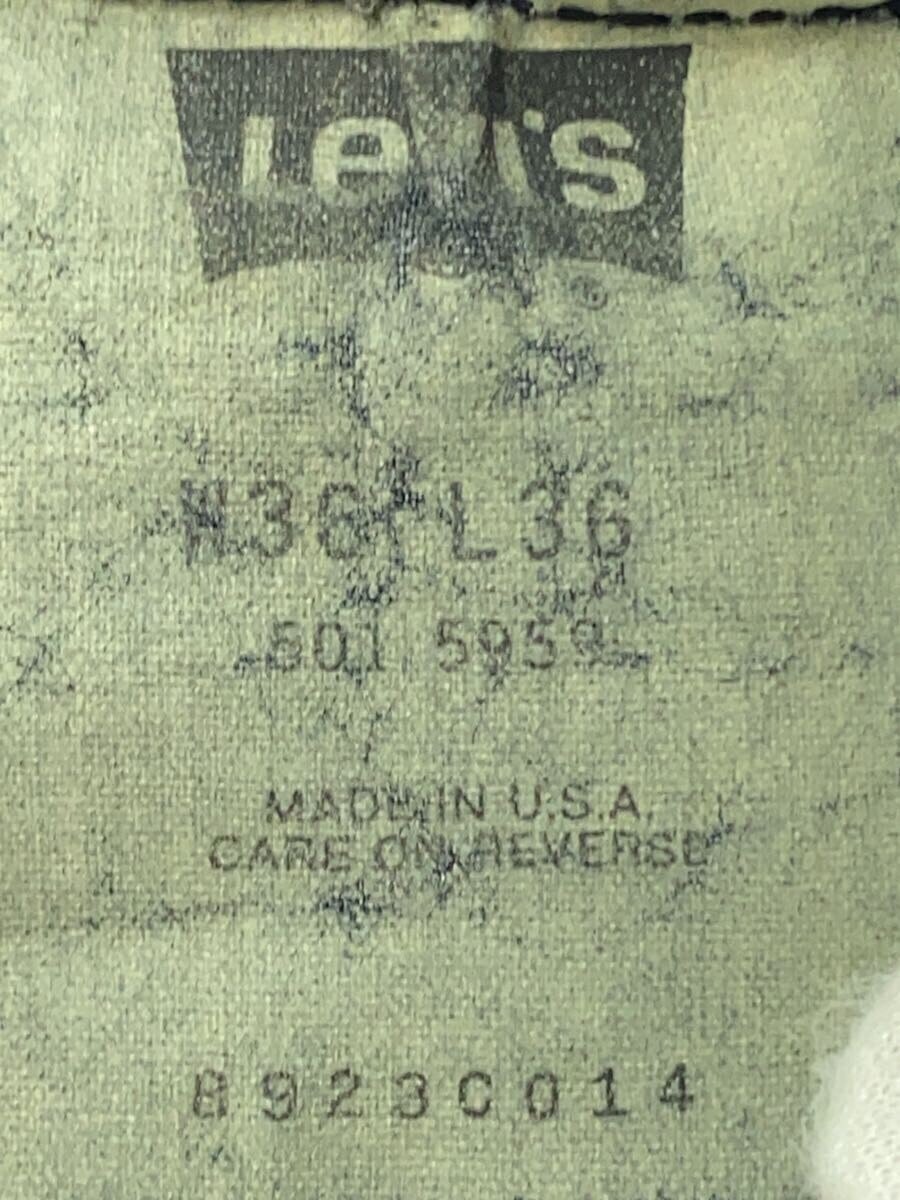 Levi's
®
W36 L36
501 5959
MADE IN U.S.A.
CARE ON REVERSE
8923C014